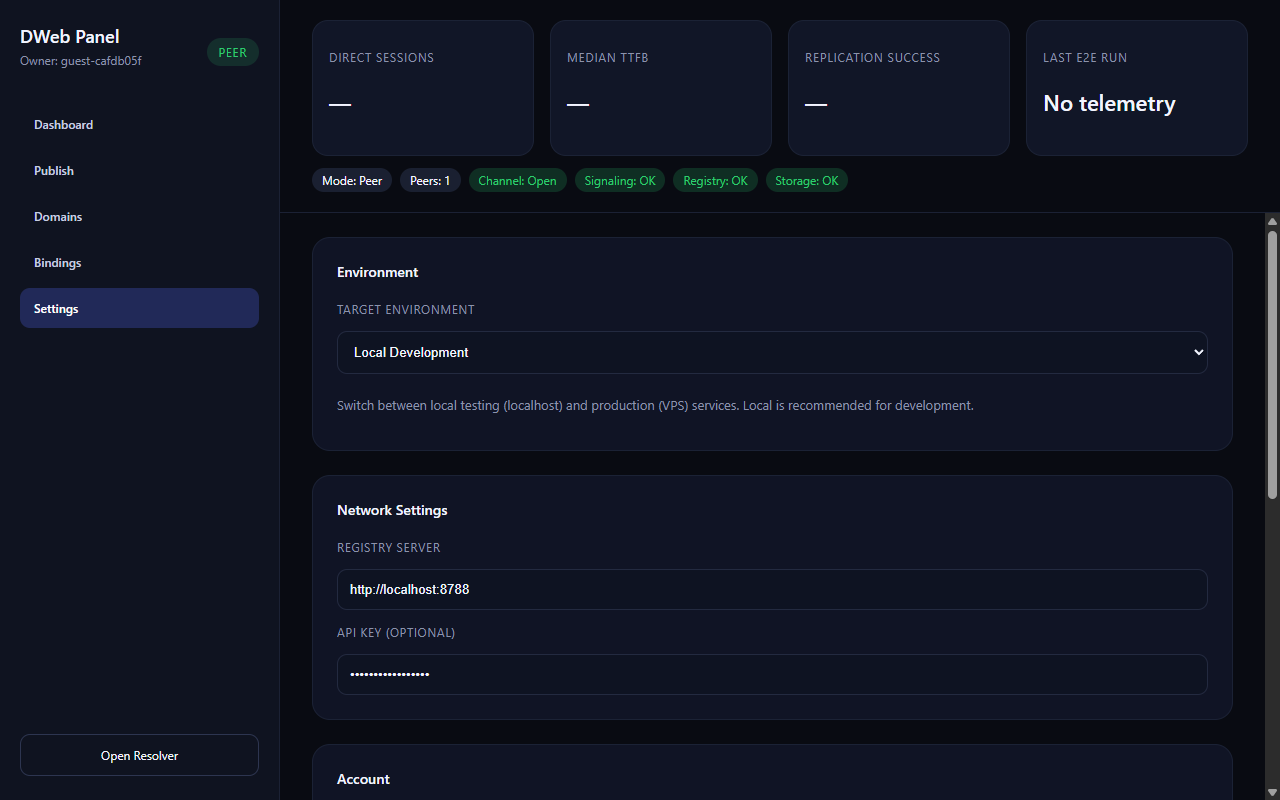 DWeb Panel
Owner: guest-cafdb05f
PEER
Dashboard
Publish
Domains
Bindings
Settings
Open Resolver
DIRECT SESSIONS
—
MEDIAN TTFB
—
REPLICATION SUCCESS
—
LAST E2E RUN
No telemetry
Mode: Peer
Peers: 1
Channel: Open
Signaling: OK
Registry: OK
Storage: OK
Environment
TARGET ENVIRONMENT
Local Development
Switch between local testing (localhost) and production (VPS) services. Local is recommended for development.
Network Settings
REGISTRY SERVER
http://localhost:8788
API KEY (OPTIONAL)
•••••••••••••••••
Account